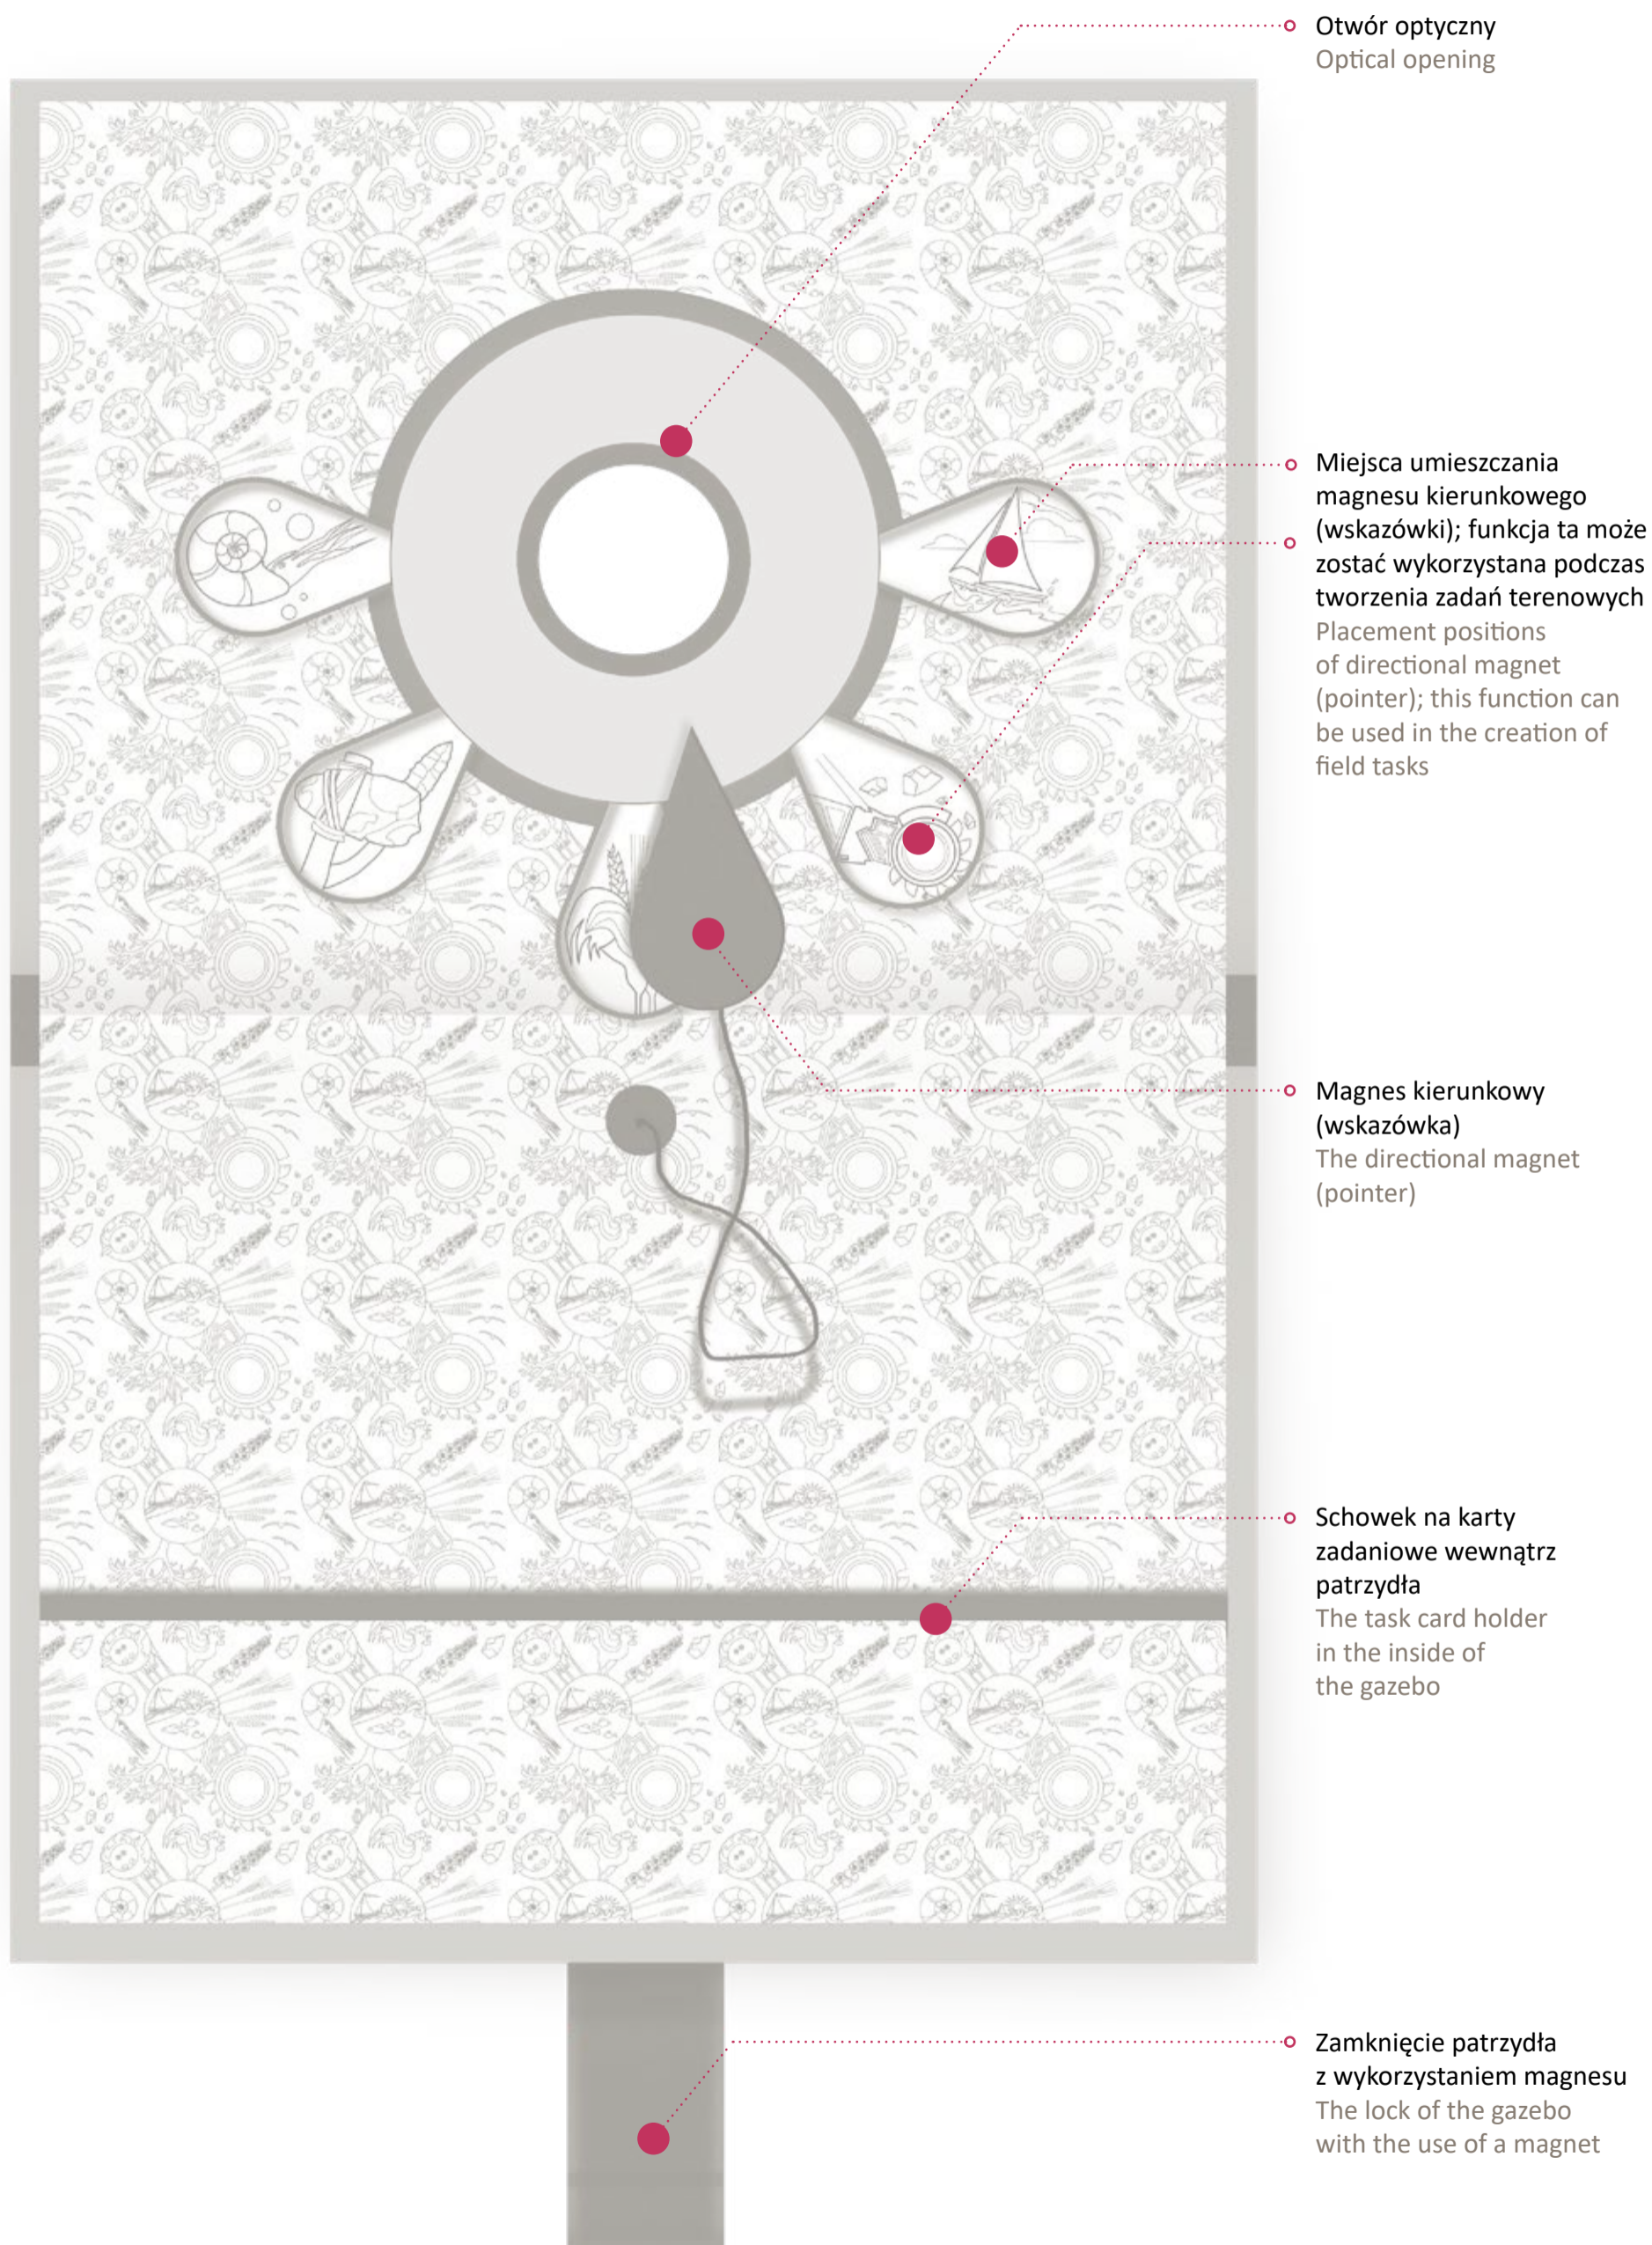 Otwór optyczny
Optical opening
Miejsca umieszczania
magnesu kierunkowego
(wskazówki); funkcja ta może
zostać wykorzystana podczas
tworzenia zadań terenowych
Placement positions
of directional magnet
(pointer); this function can
be used in the creation of
field tasks
Magnes kierunkowy
(wskazówka)
The directional magnet
(pointer)
Schowek na karty
zadaniowe wewnątrz
patrzydła
The task card holder
in the inside of
the gazebo
Zamknięcie patrzydła
z wykorzystaniem magnesu
The lock of the gazebo
with the use of a magnet